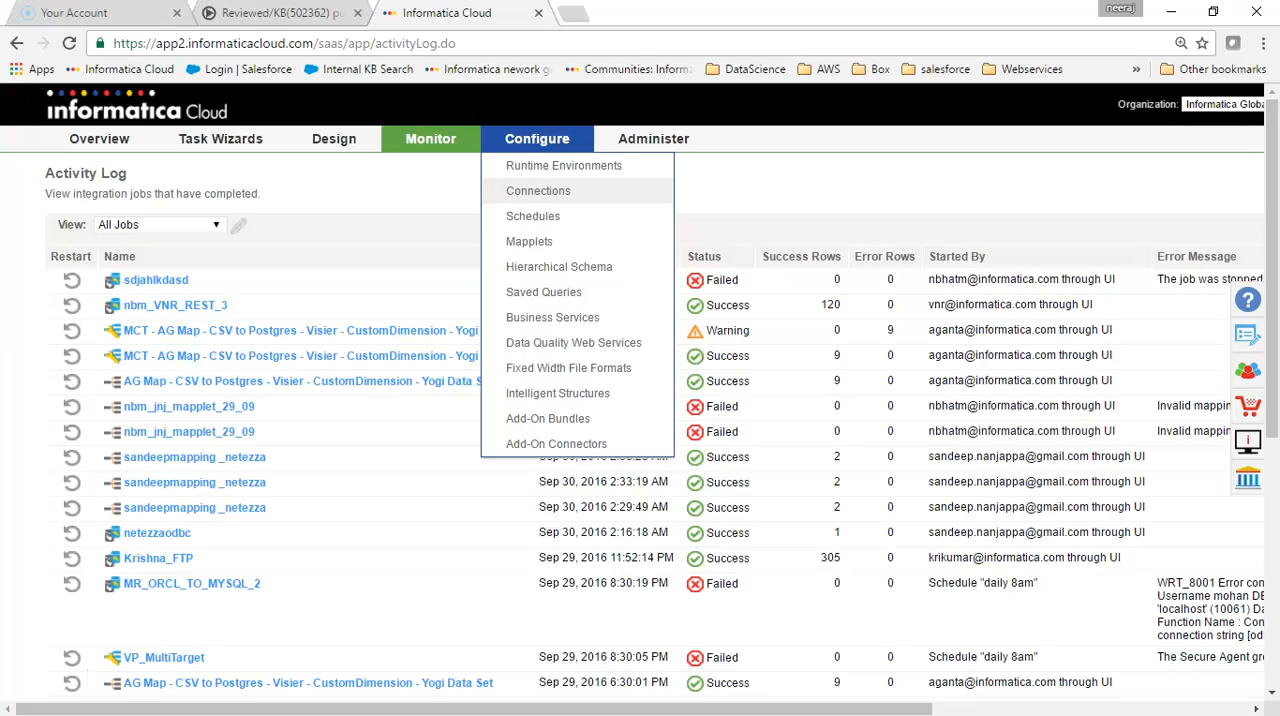 Your Account
Reviewed/KB(502362) pu
Informatica Cloud
neeraj
https://app2.informaticacloud.com/saas/app/activityLog.do
Apps
Informatica Cloud
Login | Salesforce
Internal KB Search
Informatica nework g
Communities: Informa
DataScience
AWS
Box
salesforce
Webservices
»
Other bookmarks
informatica Cloud
Organization: Informatica Globa
Overview
Task Wizards
Design
Monitor
Configure
Administer
Runtime Environments
Connections
Schedules
Mapplets
Hierarchical Schema
Saved Queries
Business Services
Data Quality Web Services
Fixed Width File Formats
Intelligent Structures
Add-On Bundles
Add-On Connectors
Activity Log
View integration jobs that have completed.
View: All Jobs
Restart Name Status Success Rows Error Rows Started By Error Message
sdjahlkdasd Failed 0 0 nbhatm@informatica.com through UI The job was stopped
nbm_VNR_REST_3 Success 120 0 vnr@informatica.com through UI
MCT - AG Map - CSV to Postgres - Visier - CustomDimension - Yogi Warning 0 9 aganta@informatica.com through UI
MCT - AG Map - CSV to Postgres - Visier - CustomDimension - Yogi Success 9 0 aganta@informatica.com through UI
AG Map - CSV to Postgres - Visier - CustomDimension - Yogi Data S Success 9 0 aganta@informatica.com through UI
nbm_jnj_mapplet_29_09 Failed 0 0 nbhatm@informatica.com through UI Invalid mappin
nbm_jnj_mapplet_29_09 Failed 0 0 nbhatm@informatica.com through UI Invalid mappin
sandeepmapping _netezza Success 2 0 sandeep.nanjappa@gmail.com through UI
sandeepmapping _netezza Sep 30, 2016 2:33:19 AM Success 2 0 sandeep.nanjappa@gmail.com through UI
sandeepmapping _netezza Sep 30, 2016 2:29:49 AM Success 2 0 sandeep.nanjappa@gmail.com through UI
netezzaodbc Sep 30, 2016 2:16:18 AM Success 1 0 sandeep.nanjappa@gmail.com through UI
Krishna_FTP Sep 29, 2016 11:52:14 PM Success 305 0 krikumar@informatica.com through UI
MR_ORCL_TO_MYSQL_2 Sep 29, 2016 8:30:19 PM Failed 0 0 Schedule "daily 8am" WRT_8001 Error con
Username mohan DB
'localhost' (10061) Da
Function Name : Conn
connection string [od
VP_MultiTarget Sep 29, 2016 8:30:05 PM Failed 0 0 Schedule "daily 8am" The Secure Agent gro
AG Map - CSV to Postgres - Visier - CustomDimension - Yogi Data Set Sep 29, 2016 6:30:01 PM Success 9 0 aganta@informatica.com through UI